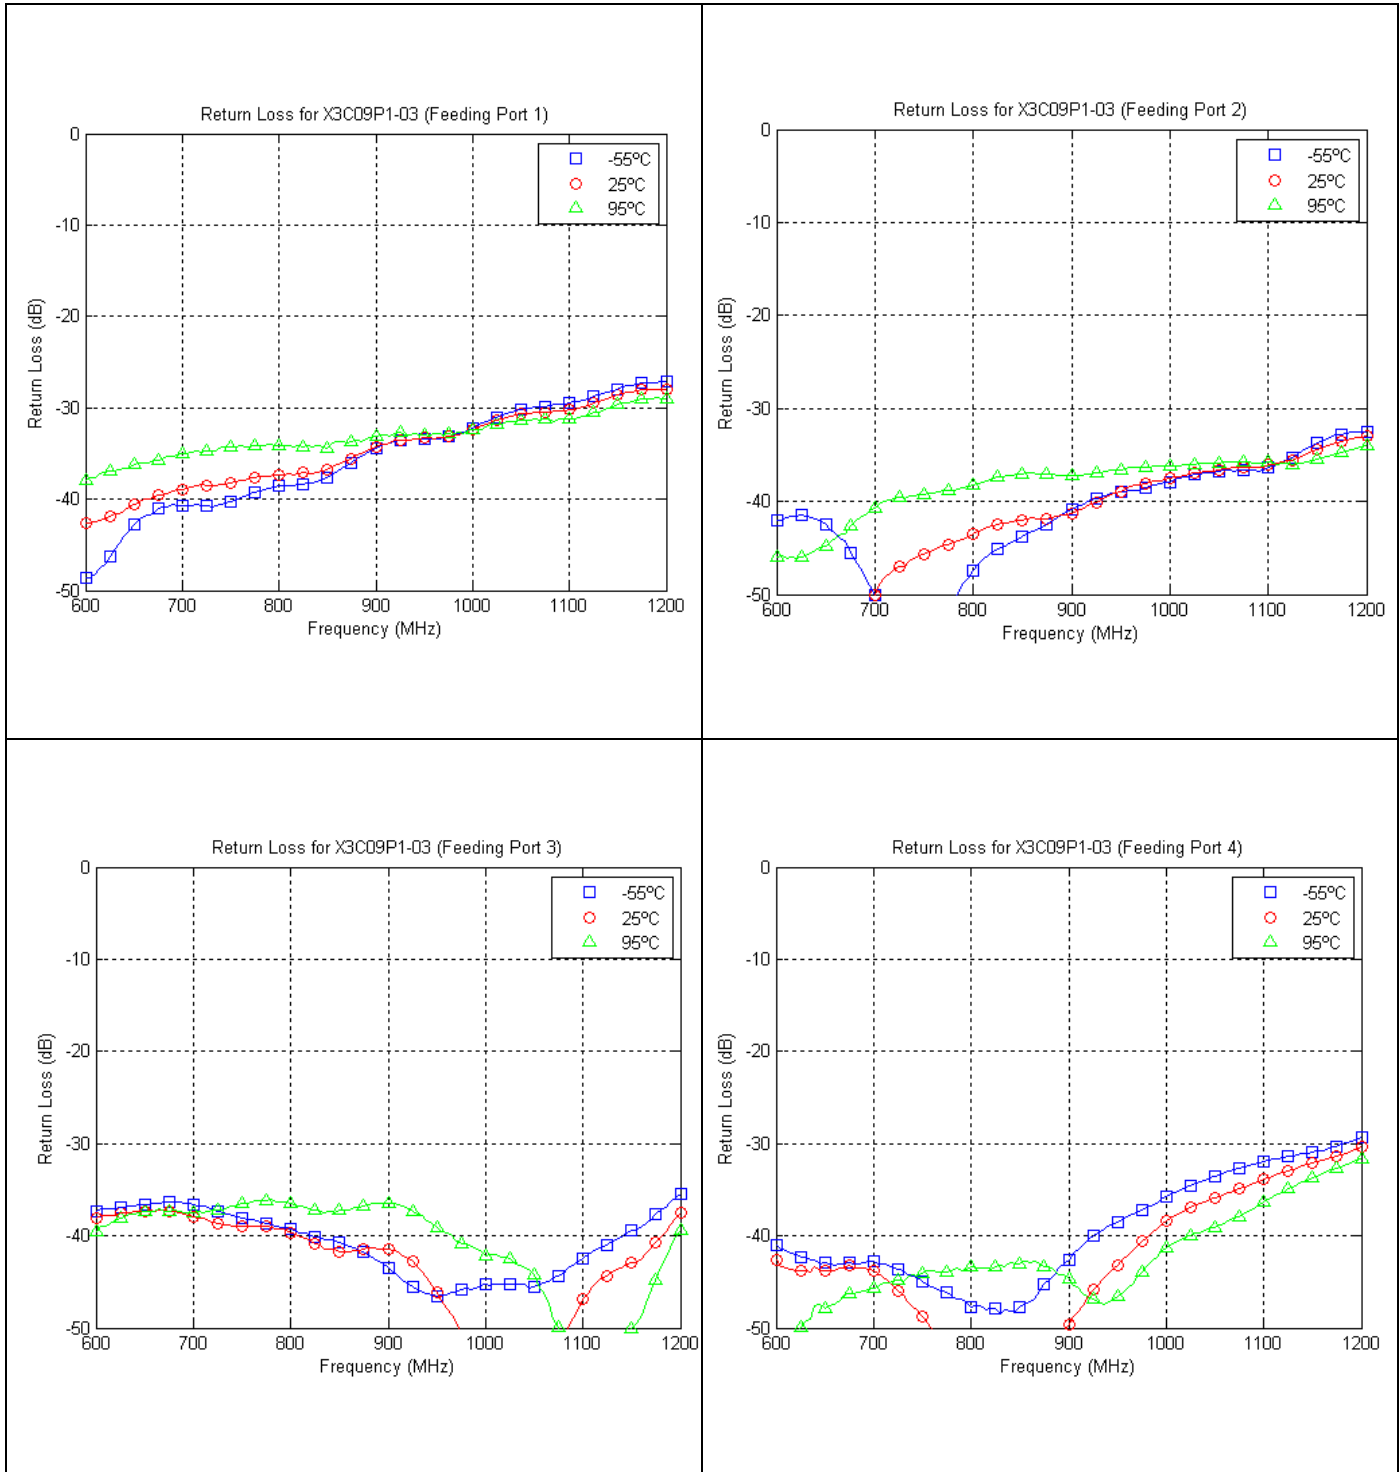 Return Loss for X3C09P1-03 (Feeding Port 1)
0
-10
-20
-30
-40
-50
Return Loss (dB)
600 700 800 900 1000 1100 1200
Frequency (MHz)
-55ºC
25ºC
95ºC
Return Loss for X3C09P1-03 (Feeding Port 2)
0
-10
-20
-30
-40
-50
Return Loss (dB)
600 700 800 900 1000 1100 1200
Frequency (MHz)
-55ºC
25ºC
95ºC
Return Loss for X3C09P1-03 (Feeding Port 3)
0
-10
-20
-30
-40
-50
Return Loss (dB)
600 700 800 900 1000 1100 1200
Frequency (MHz)
-55ºC
25ºC
95ºC
Return Loss for X3C09P1-03 (Feeding Port 4)
0
-10
-20
-30
-40
-50
Return Loss (dB)
600 700 800 900 1000 1100 1200
Frequency (MHz)
-55ºC
25ºC
95ºC